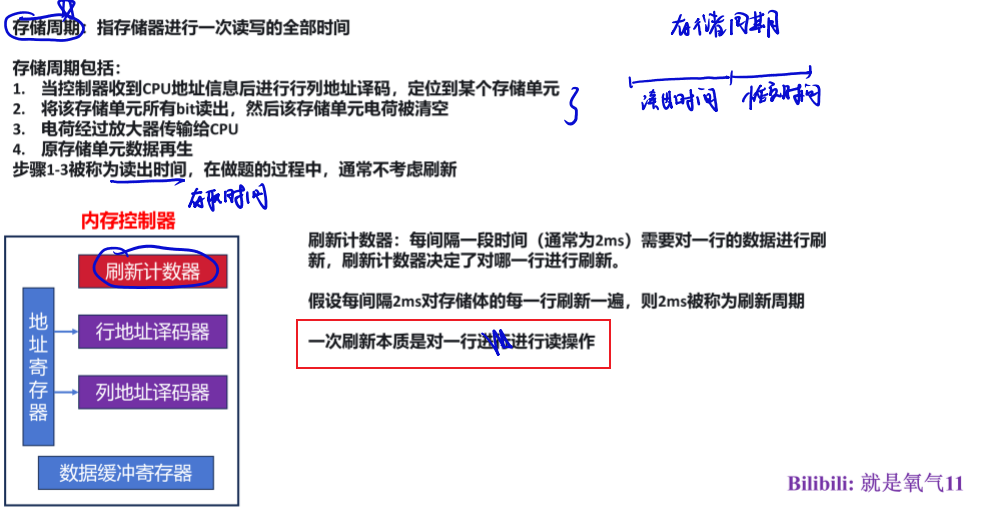 存储周期：指存储器进行一次读写的全部时间
存储周期
存储周期包括：
1. 当控制器收到CPU地址信息后进行行列地址译码，定位到某个存储单元
2. 将该存储单元所有bit读出，然后该存储单元电荷被清空
3. 电荷经过放大器传输给CPU
4. 原存储单元数据再生
读出时间
恢复时间
步骤1-3被称为读出时间，在做题的过程中，通常不考虑刷新
存取时间
内存控制器
刷新计数器
地址寄存器
行地址译码器
列地址译码器
数据缓冲寄存器
刷新计数器：每间隔一段时间（通常为2ms）需要对一行的数据进行刷
新，刷新计数器决定了对哪一行进行刷新。
假设每间隔2ms对存储体的每一行刷新一遍，则2ms被称为刷新周期
一次刷新本质是对一行进行读操作
Bilibili: 就是氧气11